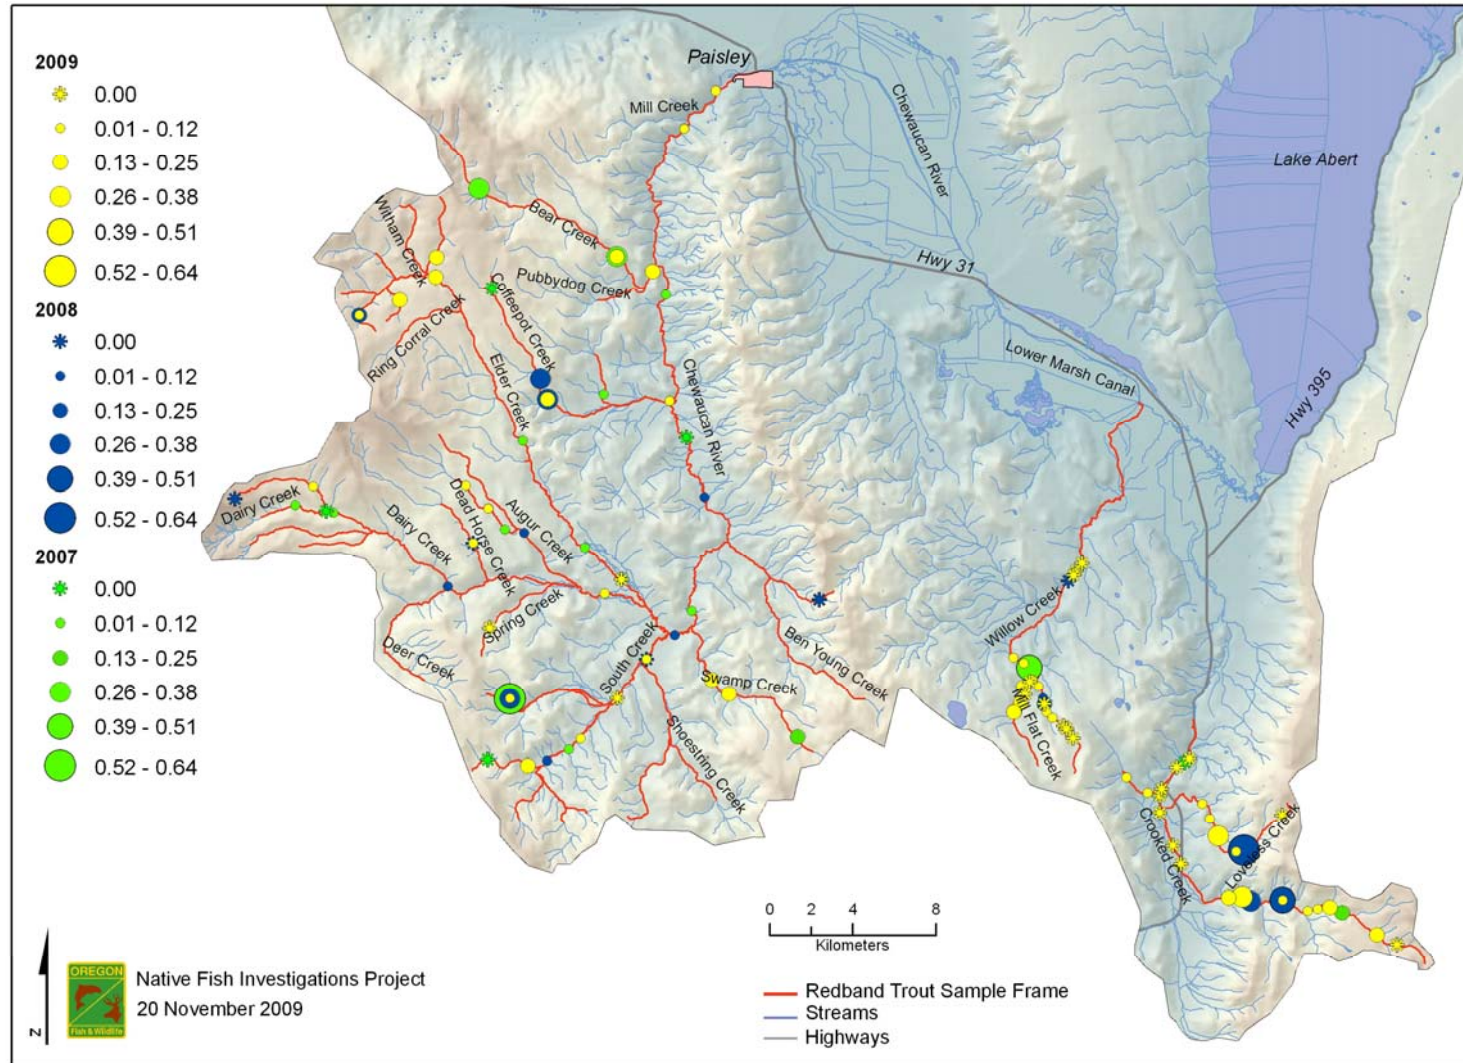 2009
0.00
0.01 - 0.12
0.13 - 0.25
0.26 - 0.38
0.39 - 0.51
0.52 - 0.64
2008
0.00
0.01 - 0.12
0.13 - 0.25
0.26 - 0.38
0.39 - 0.51
0.52 - 0.64
2007
0.00
0.01 - 0.12
0.13 - 0.25
0.26 - 0.38
0.39 - 0.51
0.52 - 0.64
Paisley
Mill Creek
Chewaucan River
Lake Abert
Bear Creek
Witham Creek
Pubbydog Creek
Coffeepot Creek
Hwy 31
Ring Corral Creek
Elder Creek
Lower Marsh Canal
Hwy 395
Chewaucan River
Dairy Creek
Dairy Creek
Dead Horse Creek
Augur Creek
Spring Creek
Deer Creek
South Creek
Swamp Creek
Ben Young Creek
Shoestring Creek
Willow Creek
Mill Flat Creek
Crooked Creek
Loveless Creek
0 2 4 8
Kilometers
Redband Trout Sample Frame
Streams
Highways
N
OREGON
Fish & Wildlife
Native Fish Investigations Project
20 November 2009